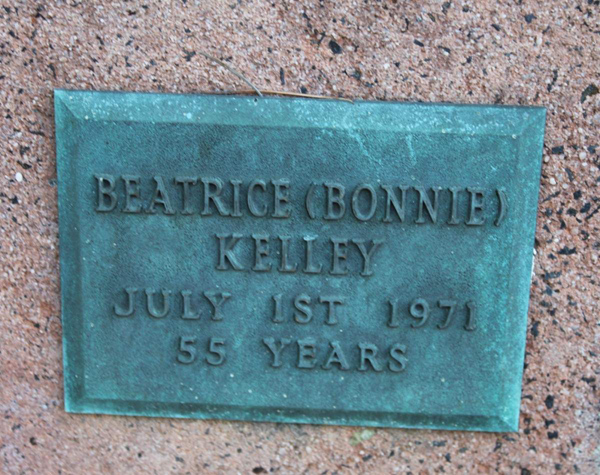 BEATRICE (BONNIE)
KELLEY
JULY 1ST 1971
55 YEARS